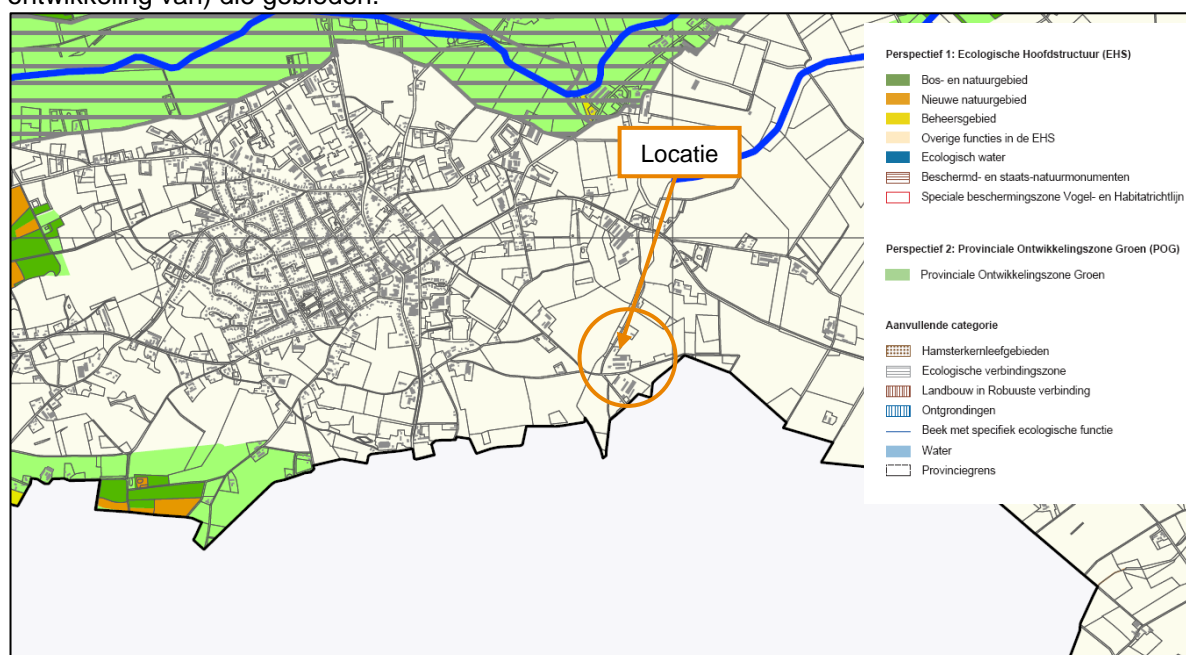 ontwikkeling van) die gebieden.
Locatie
Perspectief 1: Ecologische Hoofdstructuur (EHS)
Bos- en natuurgebied
Nieuwe natuurgebied
Beheersgebied
Overige functies in de EHS
Ecologisch water
Beschermd- en staats-natuurmonumenten
Speciale beschermingszone Vogel- en Habitatrichtlijn
Perspectief 2: Provinciale Ontwikkelingszone Groen (POG)
Provinciale Ontwikkelingszone Groen
Aanvullende categorie
Hamsterkernleefgebieden
Ecologische verbindingszone
Landbouw in Robuuste verbinding
Ontgrondingen
Beek met specifiek ecologische functie
Water
Provinciegrens